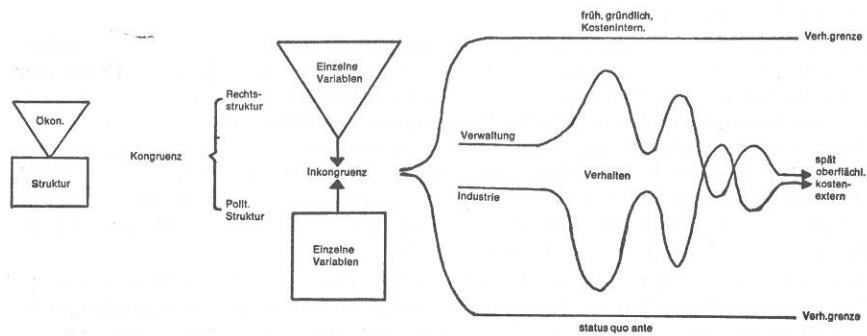 Ökon.
Struktur
Kongruenz
Rechts-
struktur
Polit.
Struktur
Einzelne
Variablen
Inkongruenz
Einzelne
Variablen
früh, gründlich,
Kostenintern.
Verh.grenze
Verwaltung
Verhalten
Industrie
spät
oberflächl.
kosten-
extern
Verh.grenze
status quo ante